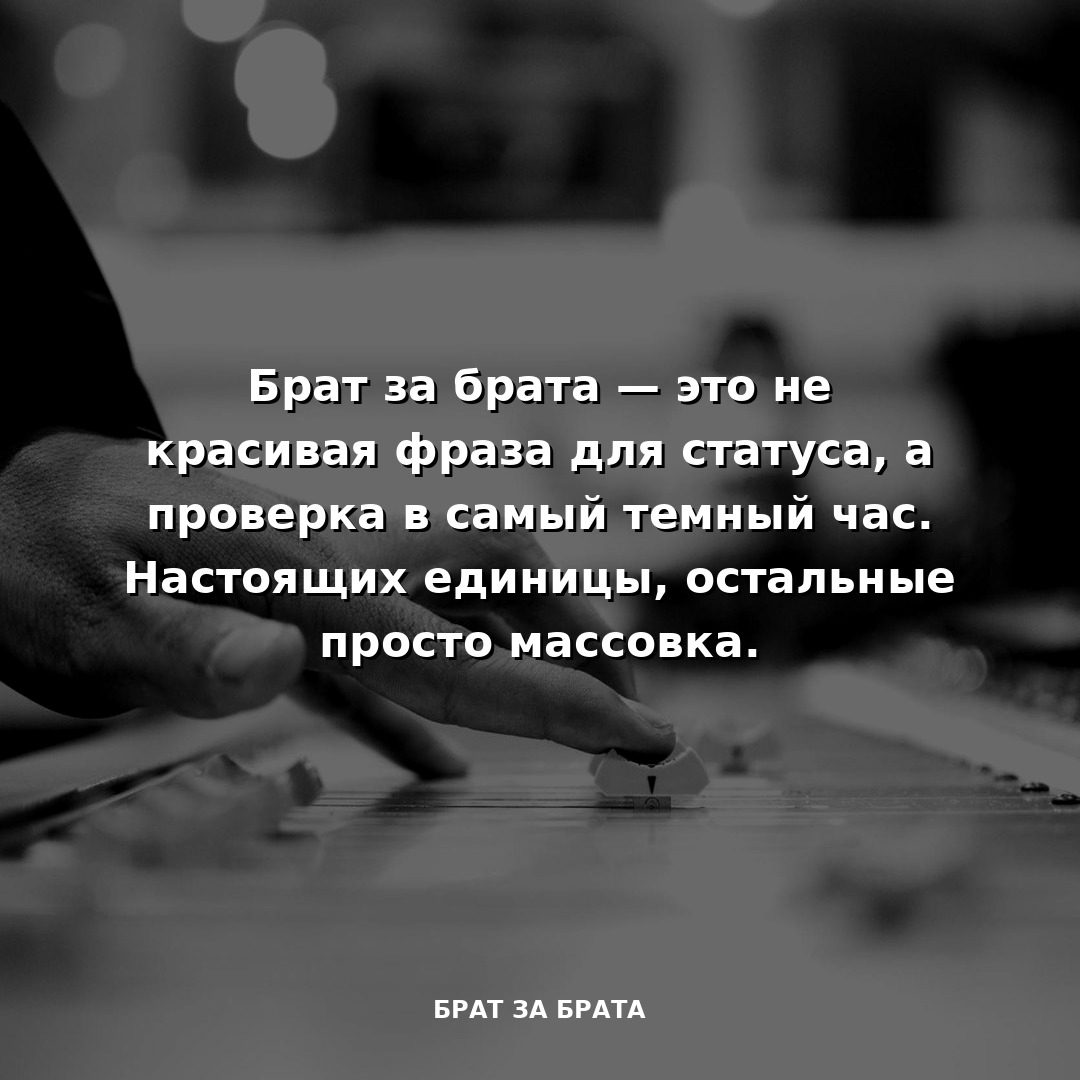 Брат за брата — это не
красивая фраза для статуса, а
проверка в самый темный час.
Настоящих единицы, остальные
просто массовка.
БРАТ ЗА БРАТА